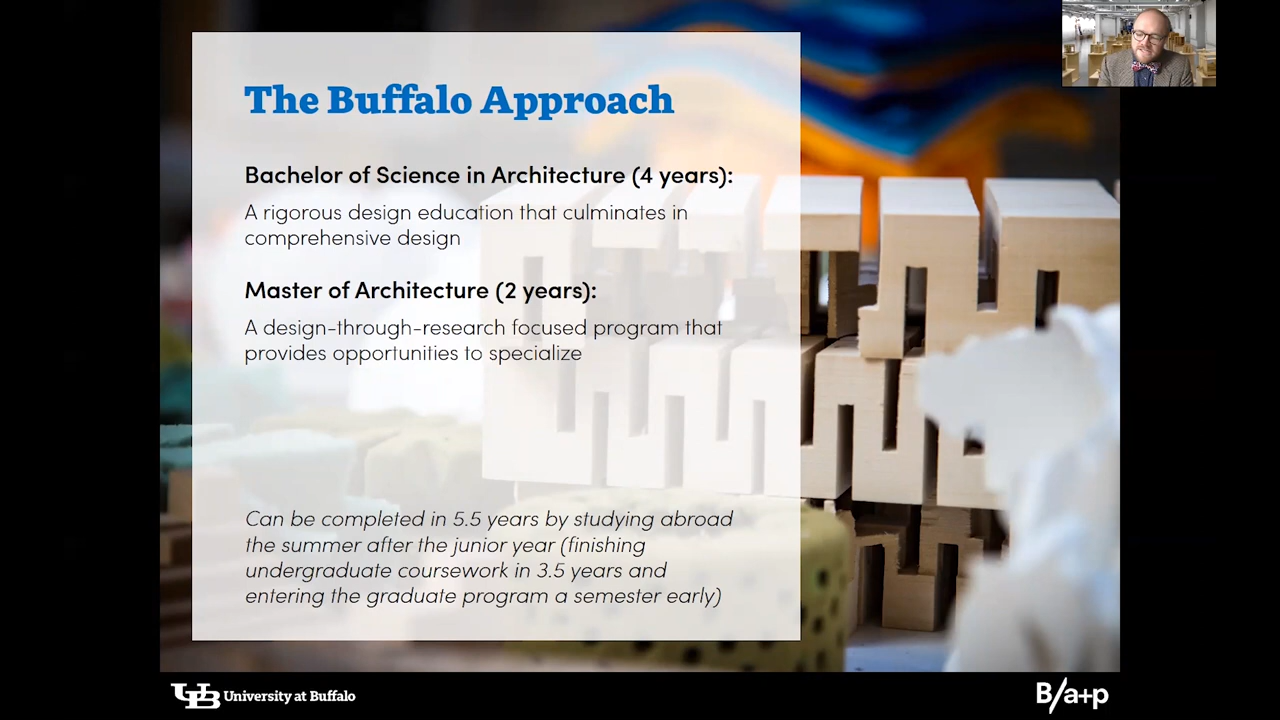 The Buffalo Approach
Bachelor of Science in Architecture (4 years):
A rigorous design education that culminates in
comprehensive design
Master of Architecture (2 years):
A design-through-research focused program that
provides opportunities to specialize
Can be completed in 5.5 years by studying abroad
the summer after the junior year (finishing
undergraduate coursework in 3.5 years and
entering the graduate program a semester early)
UB University at Buffalo
B/a+p